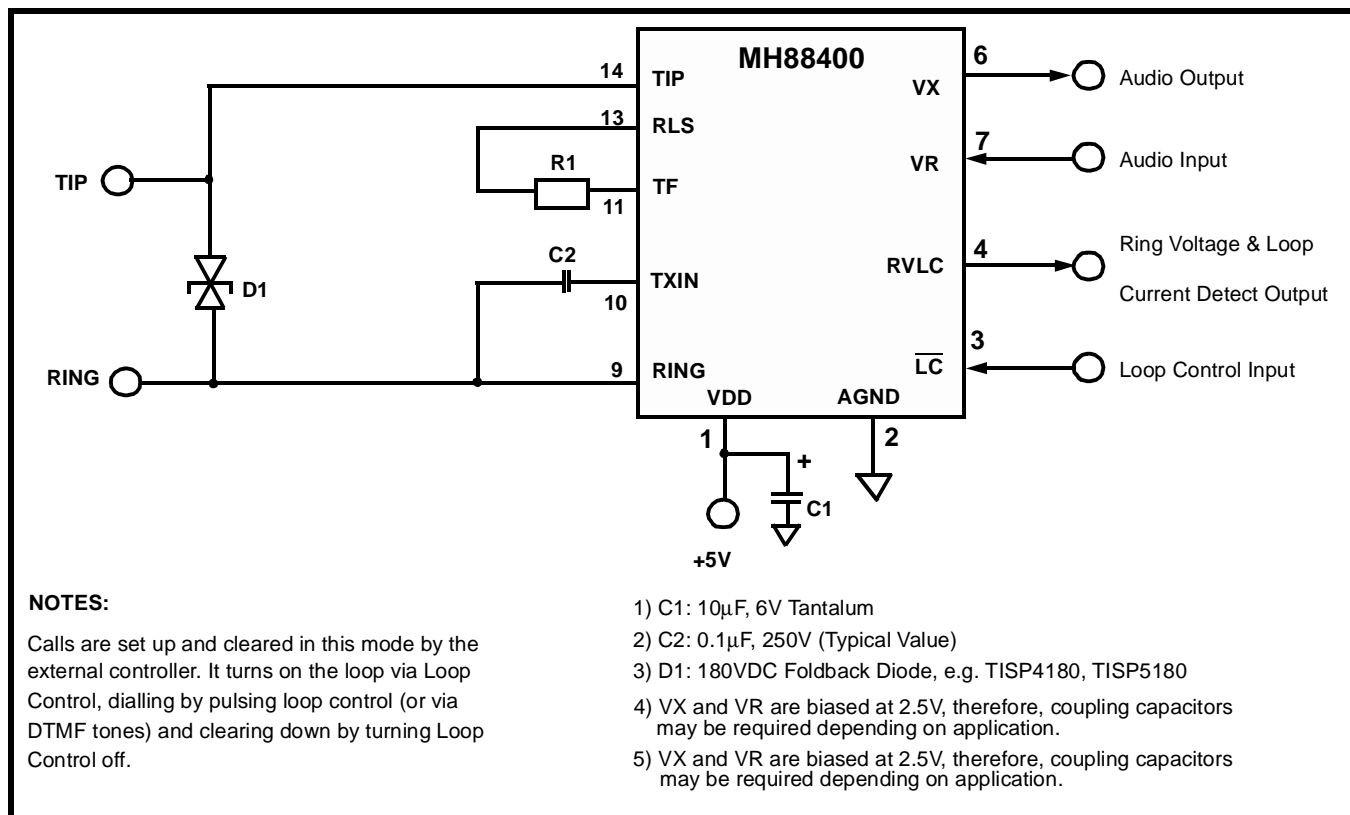 MH88400
14
TIP
6
VX
Audio Output
13
RLS
R1
7
VR
Audio Input
TIP
TF
11
Ring Voltage & Loop
4
RVLC
C2
TXIN
D1
10
Current Detect Output
3
RING
9
RING
LC
Loop Control Input
VDD
AGND
1
2
+
C1
+5V
NOTES:
Calls are set up and cleared in this mode by the
external controller. It turns on the loop via Loop
Control, dialling by pulsing loop control (or via
DTMF tones) and clearing down by turning Loop
Control off.
1) C1: 10μF, 6V Tantalum
2) C2: 0.1μF, 250V (Typical Value)
3) D1: 180VDC Foldback Diode, e.g. TISP4180, TISP5180
4) VX and VR are biased at 2.5V, therefore, coupling capacitors
may be required depending on application.
5) VX and VR are biased at 2.5V, therefore, coupling capacitors
may be required depending on application.